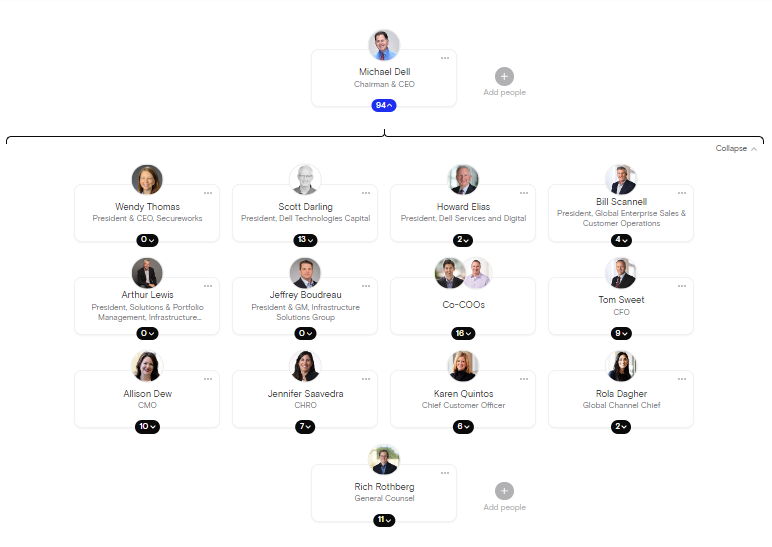 Michael Dell
Chairman & CEO
94
Add people
Collapse
Wendy Thomas
President & CEO, Secureworks
0
Scott Darling
President, Dell Technologies Capital
13
Howard Elias
President, Dell Services and Digital
2
Bill Scannell
President, Global Enterprise Sales &
Customer Operations
4
Arthur Lewis
President, Solutions & Portfolio
Management, Infrastructure...
0
Jeffrey Boudreau
President & GM, Infrastructure
Solutions Group
0
Co-COOs
16
Tom Sweet
CFO
9
Allison Dew
CMO
10
Jennifer Saavedra
CHRO
7
Karen Quintos
Chief Customer Officer
6
Rola Dagher
Global Channel Chief
2
Rich Rothberg
General Counsel
11
Add people